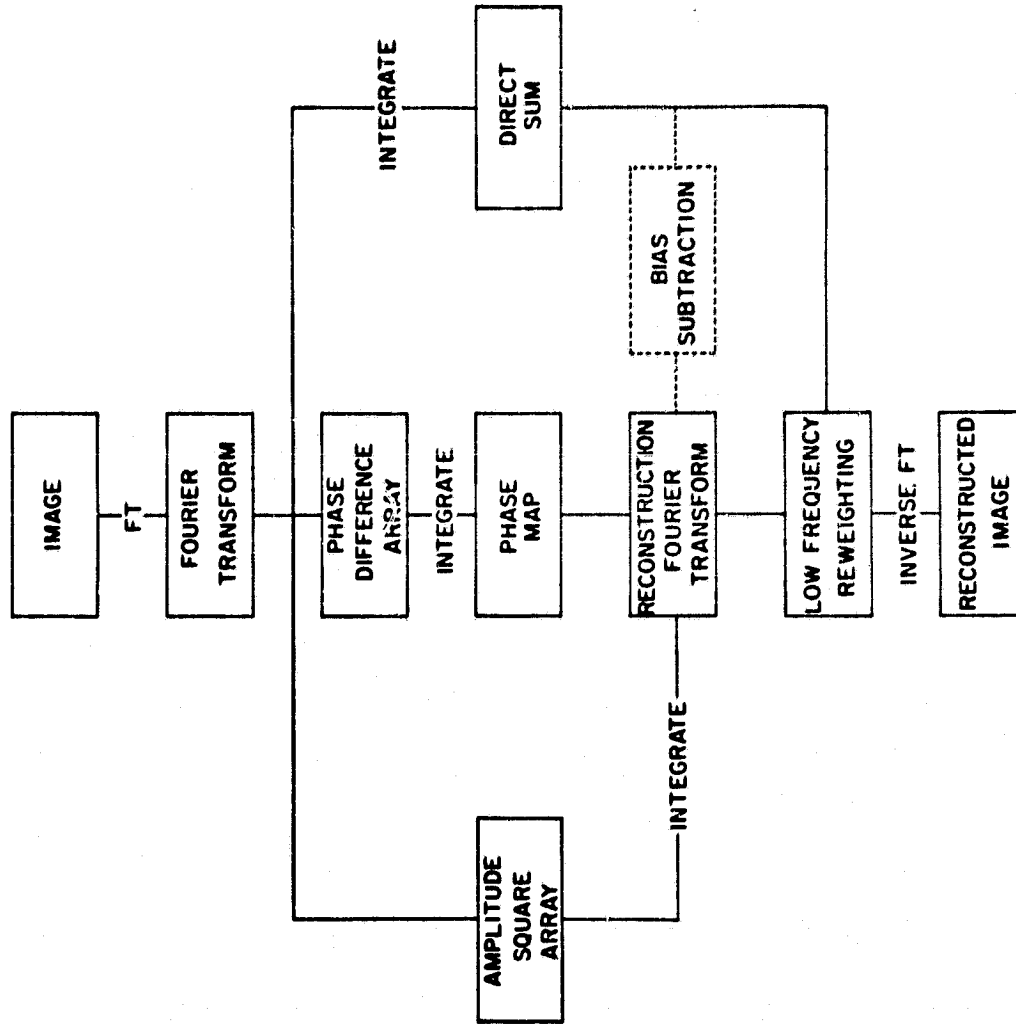 IMAGE
FT
FOURIER
TRANSFORM
INTEGRATE
PHASE
DIFFERENCE
ARRAY
INTEGRATE
AMPLITUDE
SQUARE
ARRAY
PHASE
MAP
DIRECT
SUM
INTEGRATE
RECONSTRUCTION
FOURIER
TRANSFORM
BIAS
SUBTRACTION
LOW FREQUENCY
REWEIGHTING
INVERSE FT
RECONSTRUCTED
IMAGE